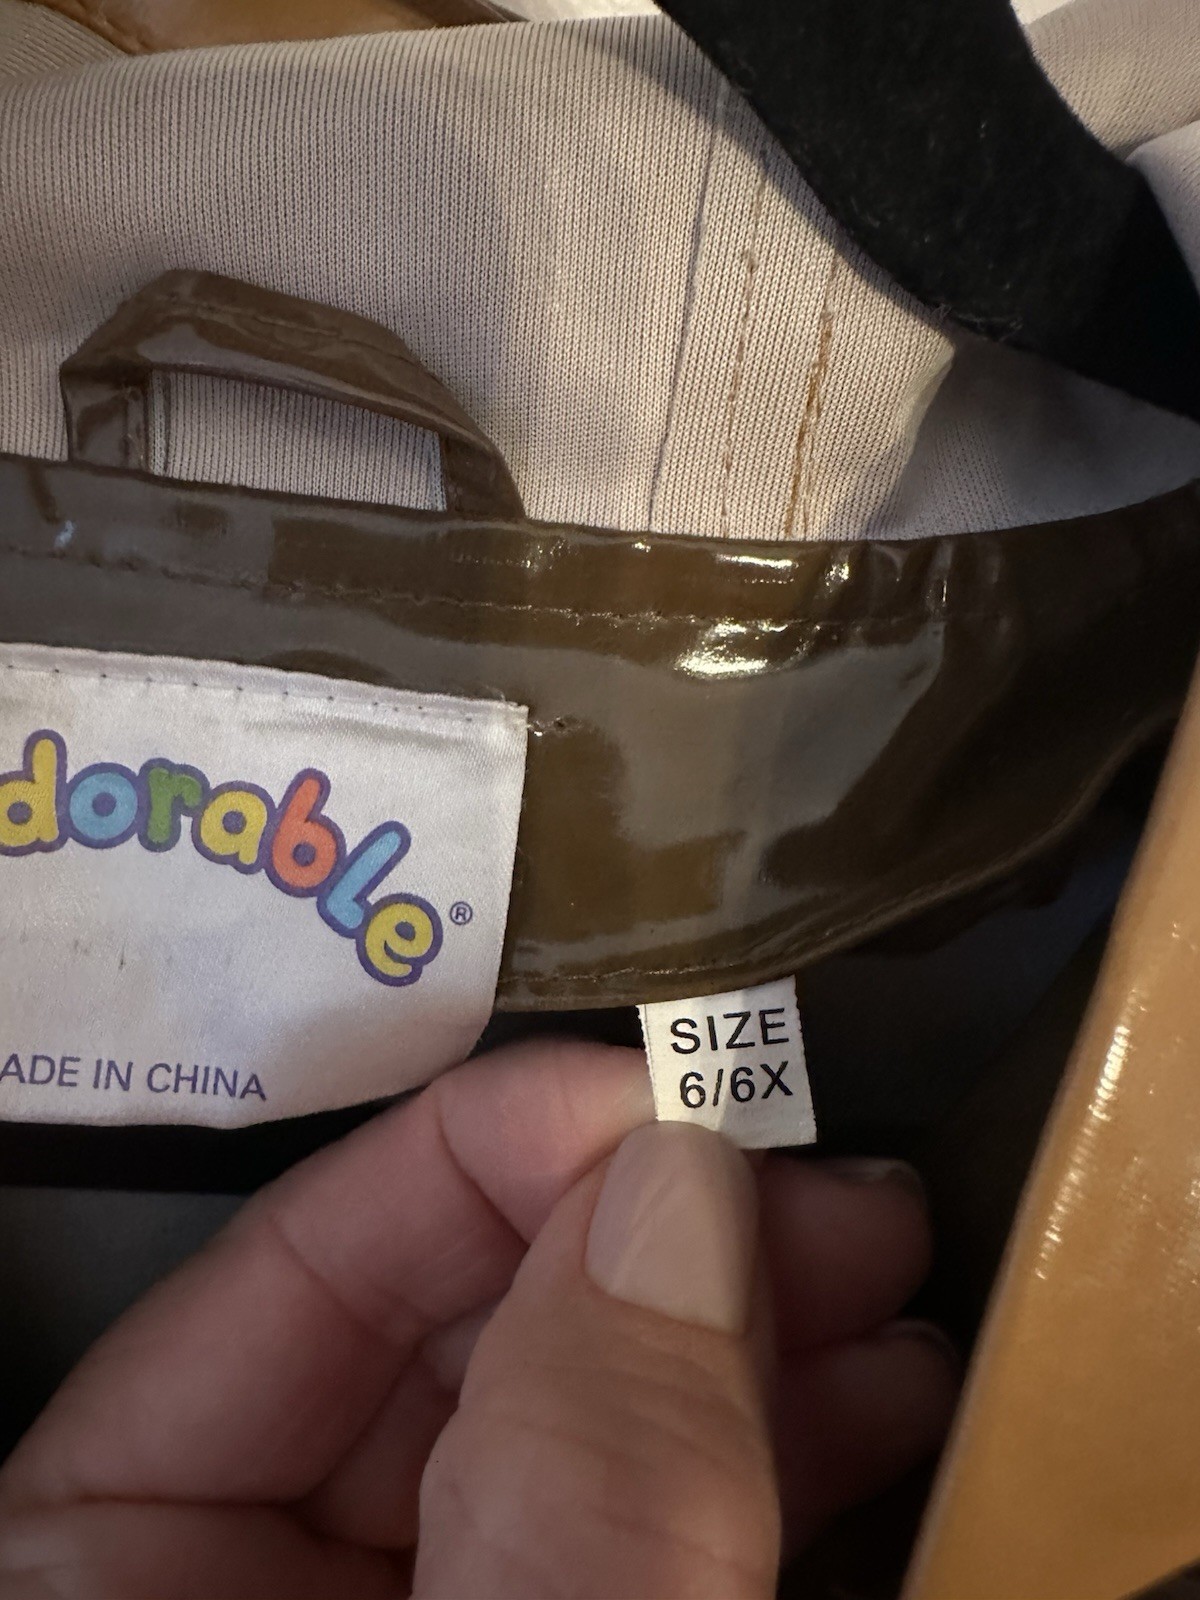 dorable®
ADE IN CHINA
SIZE
6/6X